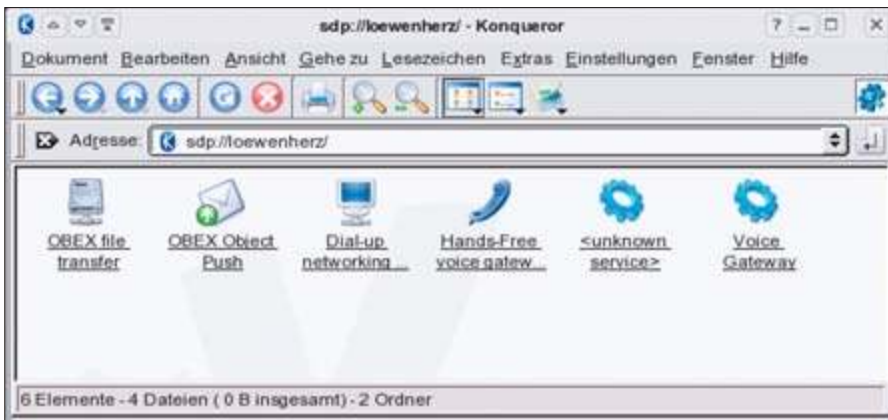 sdp://loewenherz/ - Konqueror
Dokument Bearbeiten Ansicht Gehe zu Lesezeichen Extras Einstellungen Fenster Hilfe
Adresse: sdp://loewenherz/
OBEX file transfer
OBEX Object Push
Dial-up networking ...
Hands-Free voice gatew...
<unknown service>
Voice Gateway
6 Elemente - 4 Dateien ( 0 B insgesamt) - 2 Ordner